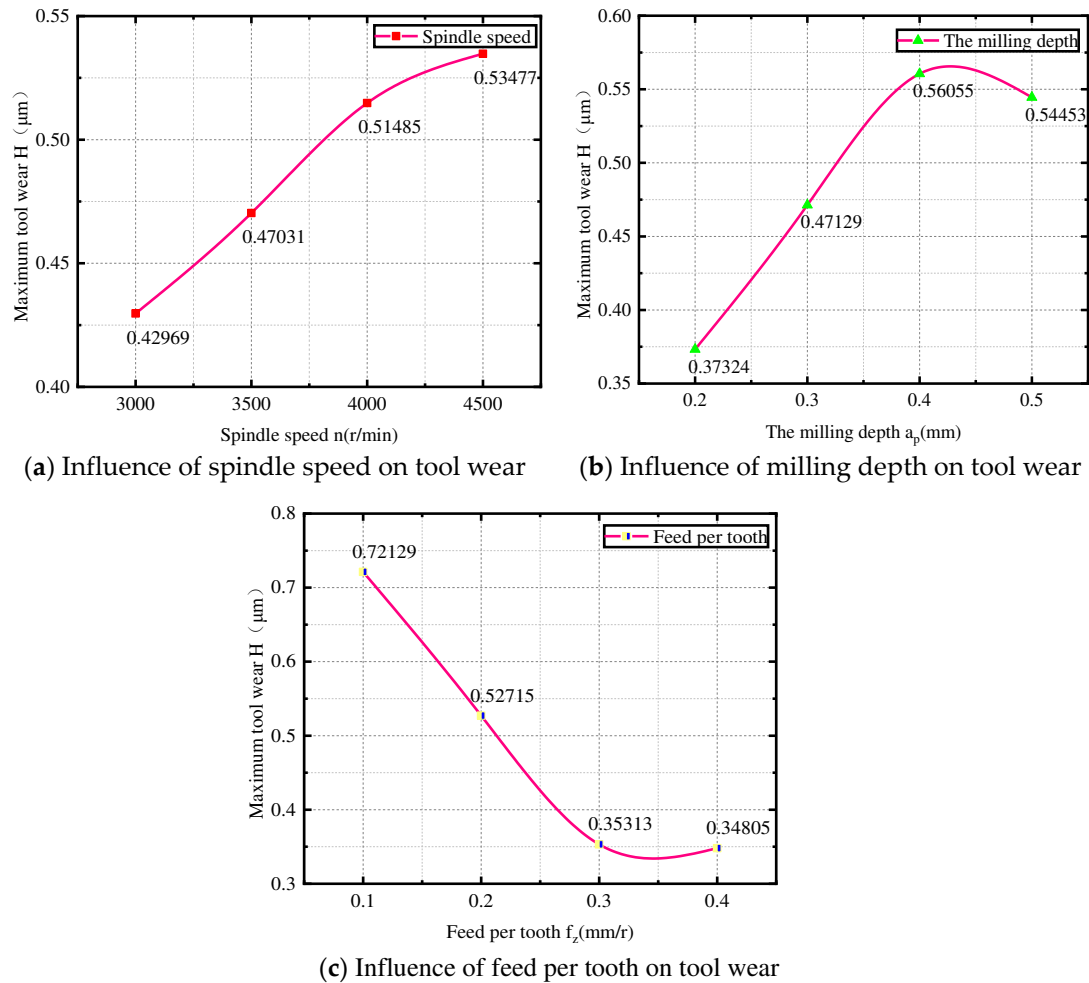 0.55
0.50
0.45
0.40
Maximum tool wear H（μm）
Spindle speed
0.42969
0.47031
0.51485
0.53477
3000 3500 4000 4500
Spindle speed n(r/min)
(a) Influence of spindle speed on tool wear
0.60
0.55
0.50
0.45
0.40
0.35
Maximum tool wear H（μm）
The milling depth
0.37324
0.47129
0.56055
0.54453
0.2 0.3 0.4 0.5
The milling depth ap(mm)
(b) Influence of milling depth on tool wear
0.8
0.7
0.6
0.5
0.4
0.3
Maximum tool wear H（μm）
Feed per tooth
0.72129
0.52715
0.35313
0.34805
0.1 0.2 0.3 0.4
Feed per tooth fz(mm/r)
(c) Influence of feed per tooth on tool wear